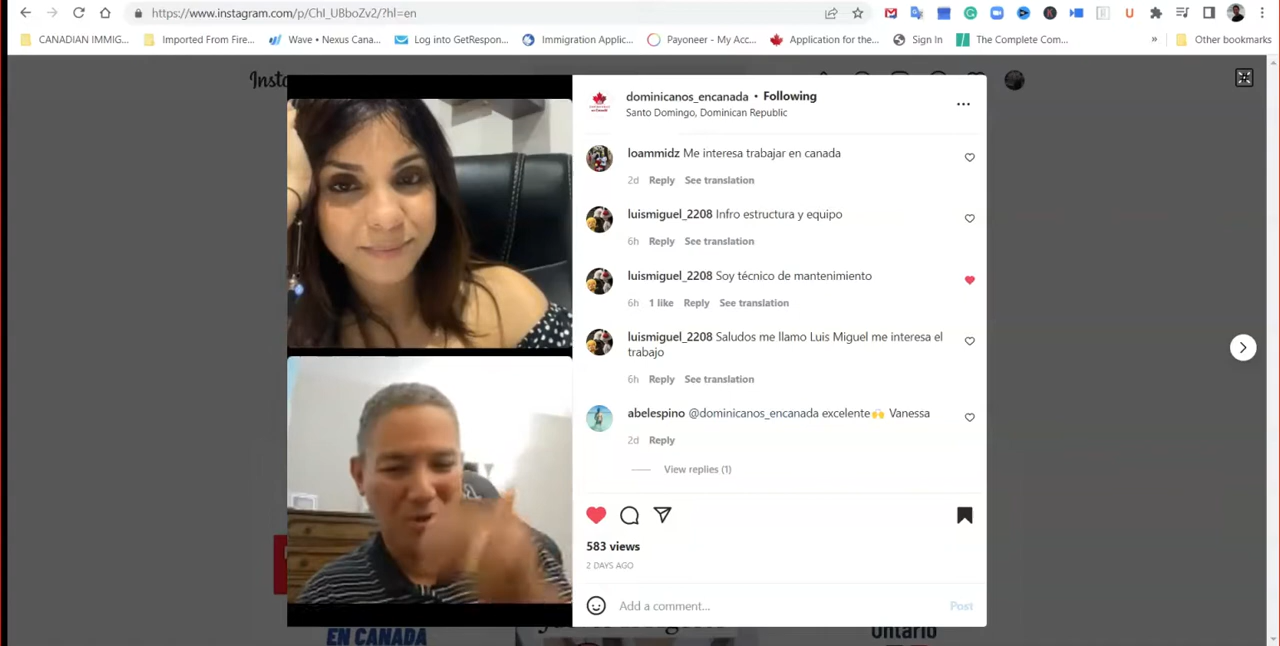 https://www.instagram.com/p/ChI_UBboZv2/?hl=en
CANADIAN IMMIG...
Imported From Fire...
Wave • Nexus Cana...
Log into GetRespon...
Immigration Applic...
Payoneer - My Acc...
Application for the...
Sign In
The Complete Com...
»
Other bookmarks
dominicanos_encanada • Following
Santo Domingo, Dominican Republic
loammidz Me interesa trabajar en canada
2d Reply See translation
luismiguel_2208 Infro estructura y equipo
6h Reply See translation
luismiguel_2208 Soy técnico de mantenimiento
6h 1 like Reply See translation
luismiguel_2208 Saludos me llamo Luis Miguel me interesa el
trabajo
6h Reply See translation
abelespino @dominicanos_encanada excelente🙌 Vanessa
2d Reply
View replies (1)
583 views
2 DAYS AGO
Add a comment...
Post
EN CANADA
Ontario